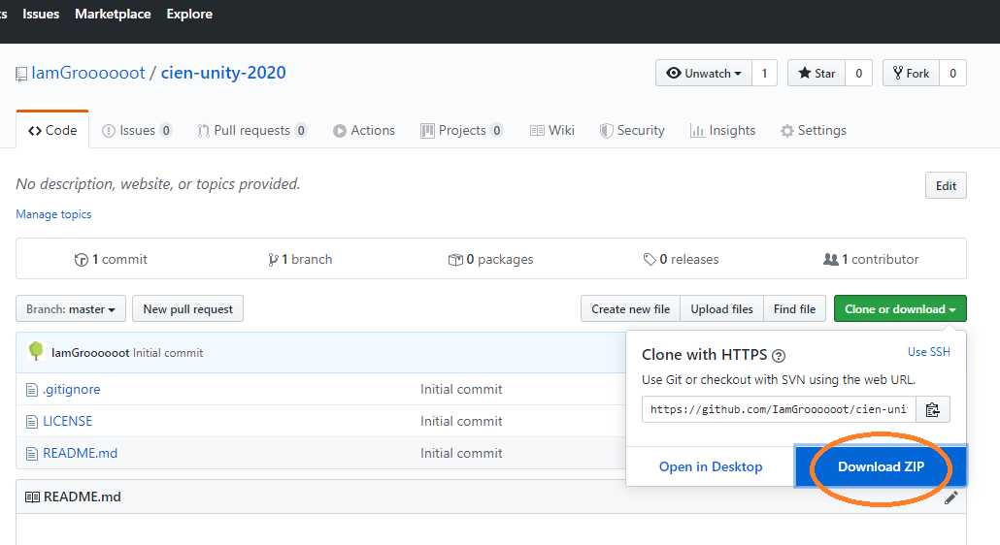 s Issues Marketplace Explore
IamGroooooot / cien-unity-2020
Unwatch 1 Star 0 Fork 0
Code Issues 0 Pull requests 0 Actions Projects 0 Wiki Security Insights Settings
No description, website, or topics provided.
Edit
Manage topics
1 commit 1 branch 0 packages 0 releases 1 contributor
Branch: master New pull request Create new file Upload files Find file Clone or download
IamGroooooot Initial commit
Clone with HTTPS Use SSH
Use Git or checkout with SVN using the web URL.
.gitignore Initial commit
https://github.com/IamGroooooot/cien-uni
LICENSE Initial commit
README.md Initial commit
Open in Desktop Download ZIP
README.md